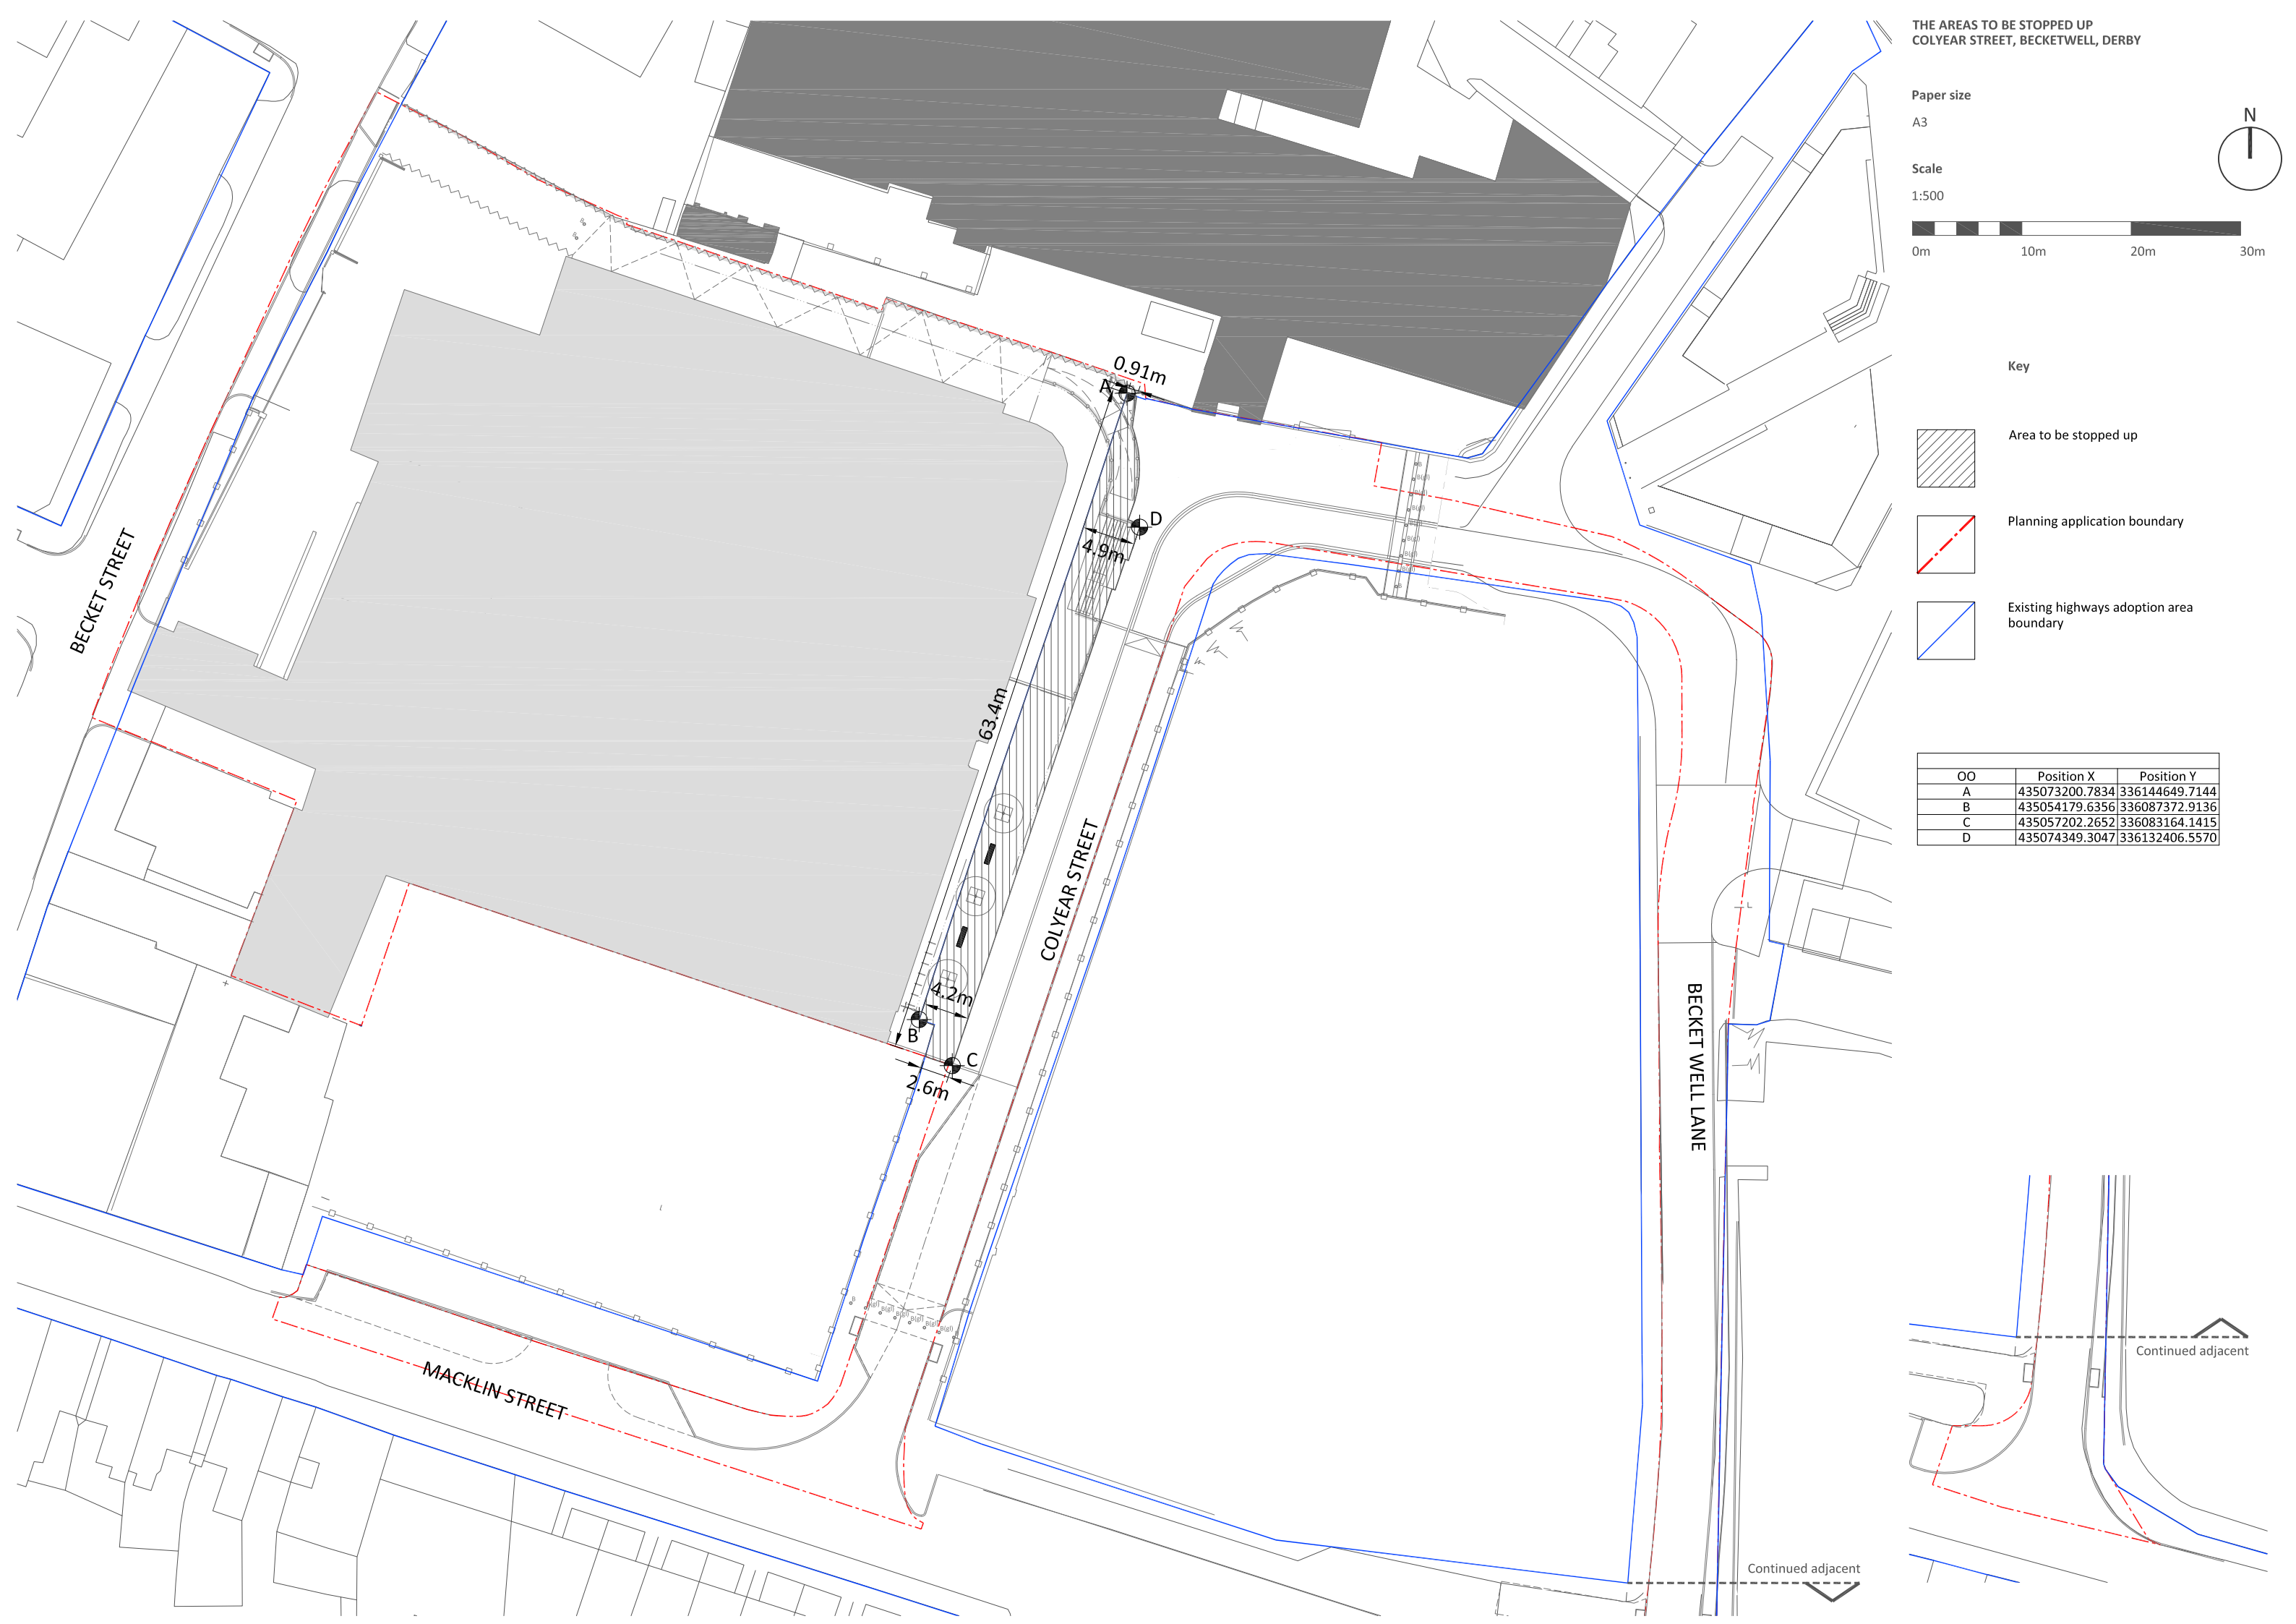 THE AREAS TO BE STOPPED UP
COLYEAR STREET, BECKETWELL, DERBY
Paper size
A3
Scale
1:500
0m 10m 20m 30m
N
Key
Area to be stopped up
Planning application boundary
Existing highways adoption area
boundary
OO Position X Position Y
A 435073200.7834 336144649.7144
B 435054179.6356 336087372.9136
C 435057202.2652 336083164.1415
D 435074349.3047 336132406.5570
0.91m
A
D
4.9m
63.4m
4.2m
B
C
2.6m
BECKET STREET
COLYEAR STREET
BECKET WELL LANE
MACKLIN STREET
Continued adjacent
Continued adjacent